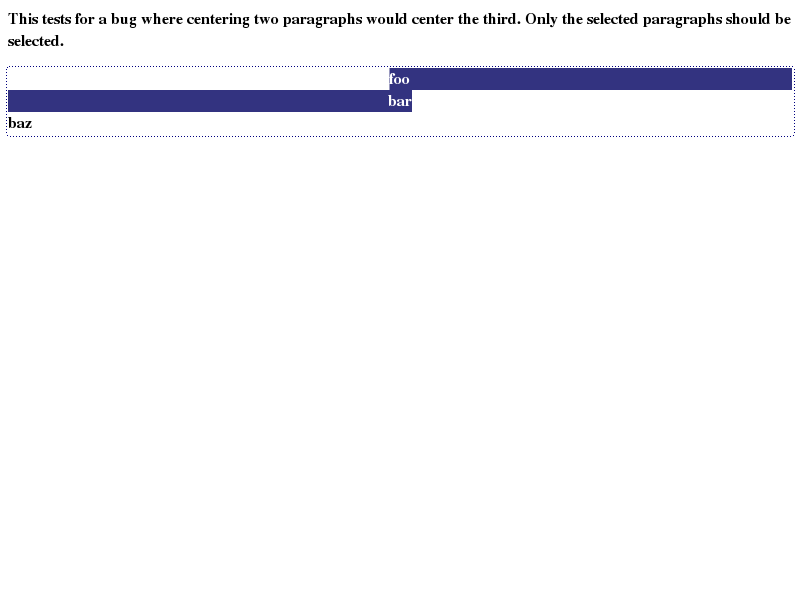 This tests for a bug where centering two paragraphs would center the third. Only the selected paragraphs should be
selected.
foo
bar
baz